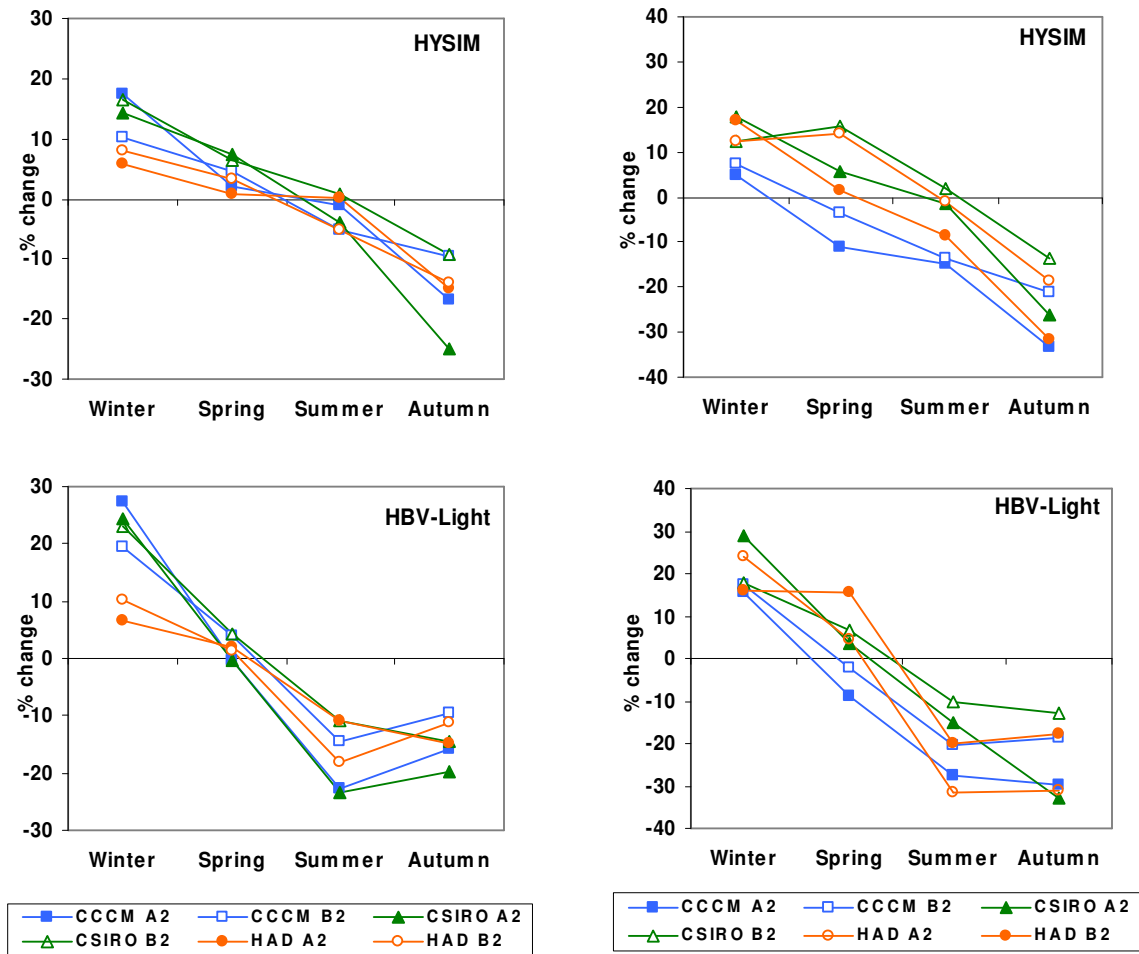 HYSIM
% change
30
20
10
0
-10
-20
-30
Winter Spring Summer Autumn
HYSIM
% change
40
30
20
10
0
-10
-20
-30
-40
Winter Spring Summer Autumn
HBV-Light
% change
30
20
10
0
-10
-20
-30
Winter Spring Summer Autumn
CCCM A2 CCCM B2 CSIRO A2
CSIRO B2 HAD A2 HAD B2
HBV-Light
% change
40
30
20
10
0
-10
-20
-30
-40
Winter Spring Summer Autumn
CCCM A2 CCCM B2 CSIRO A2
CSIRO B2 HAD A2 HAD B2